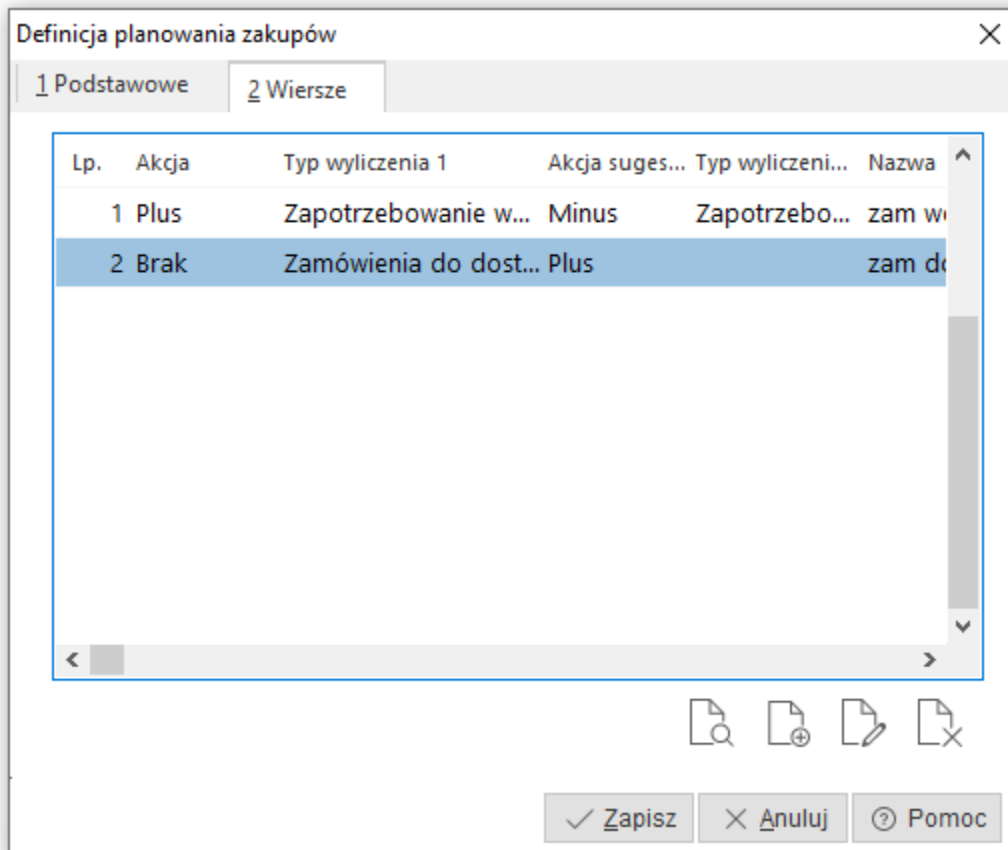 Definicja planowania zakupów
1 Podstawowe 2 Wiersze
Lp. Akcja Typ wyliczenia 1 Akcja suges... Typ wyliczeni... Nazwa
1 Plus Zapotrzebowanie w... Minus Zapotrzebo... zam
2 Brak Zamówienia do dost... Plus zam
Zapisz Anuluj Pomoc